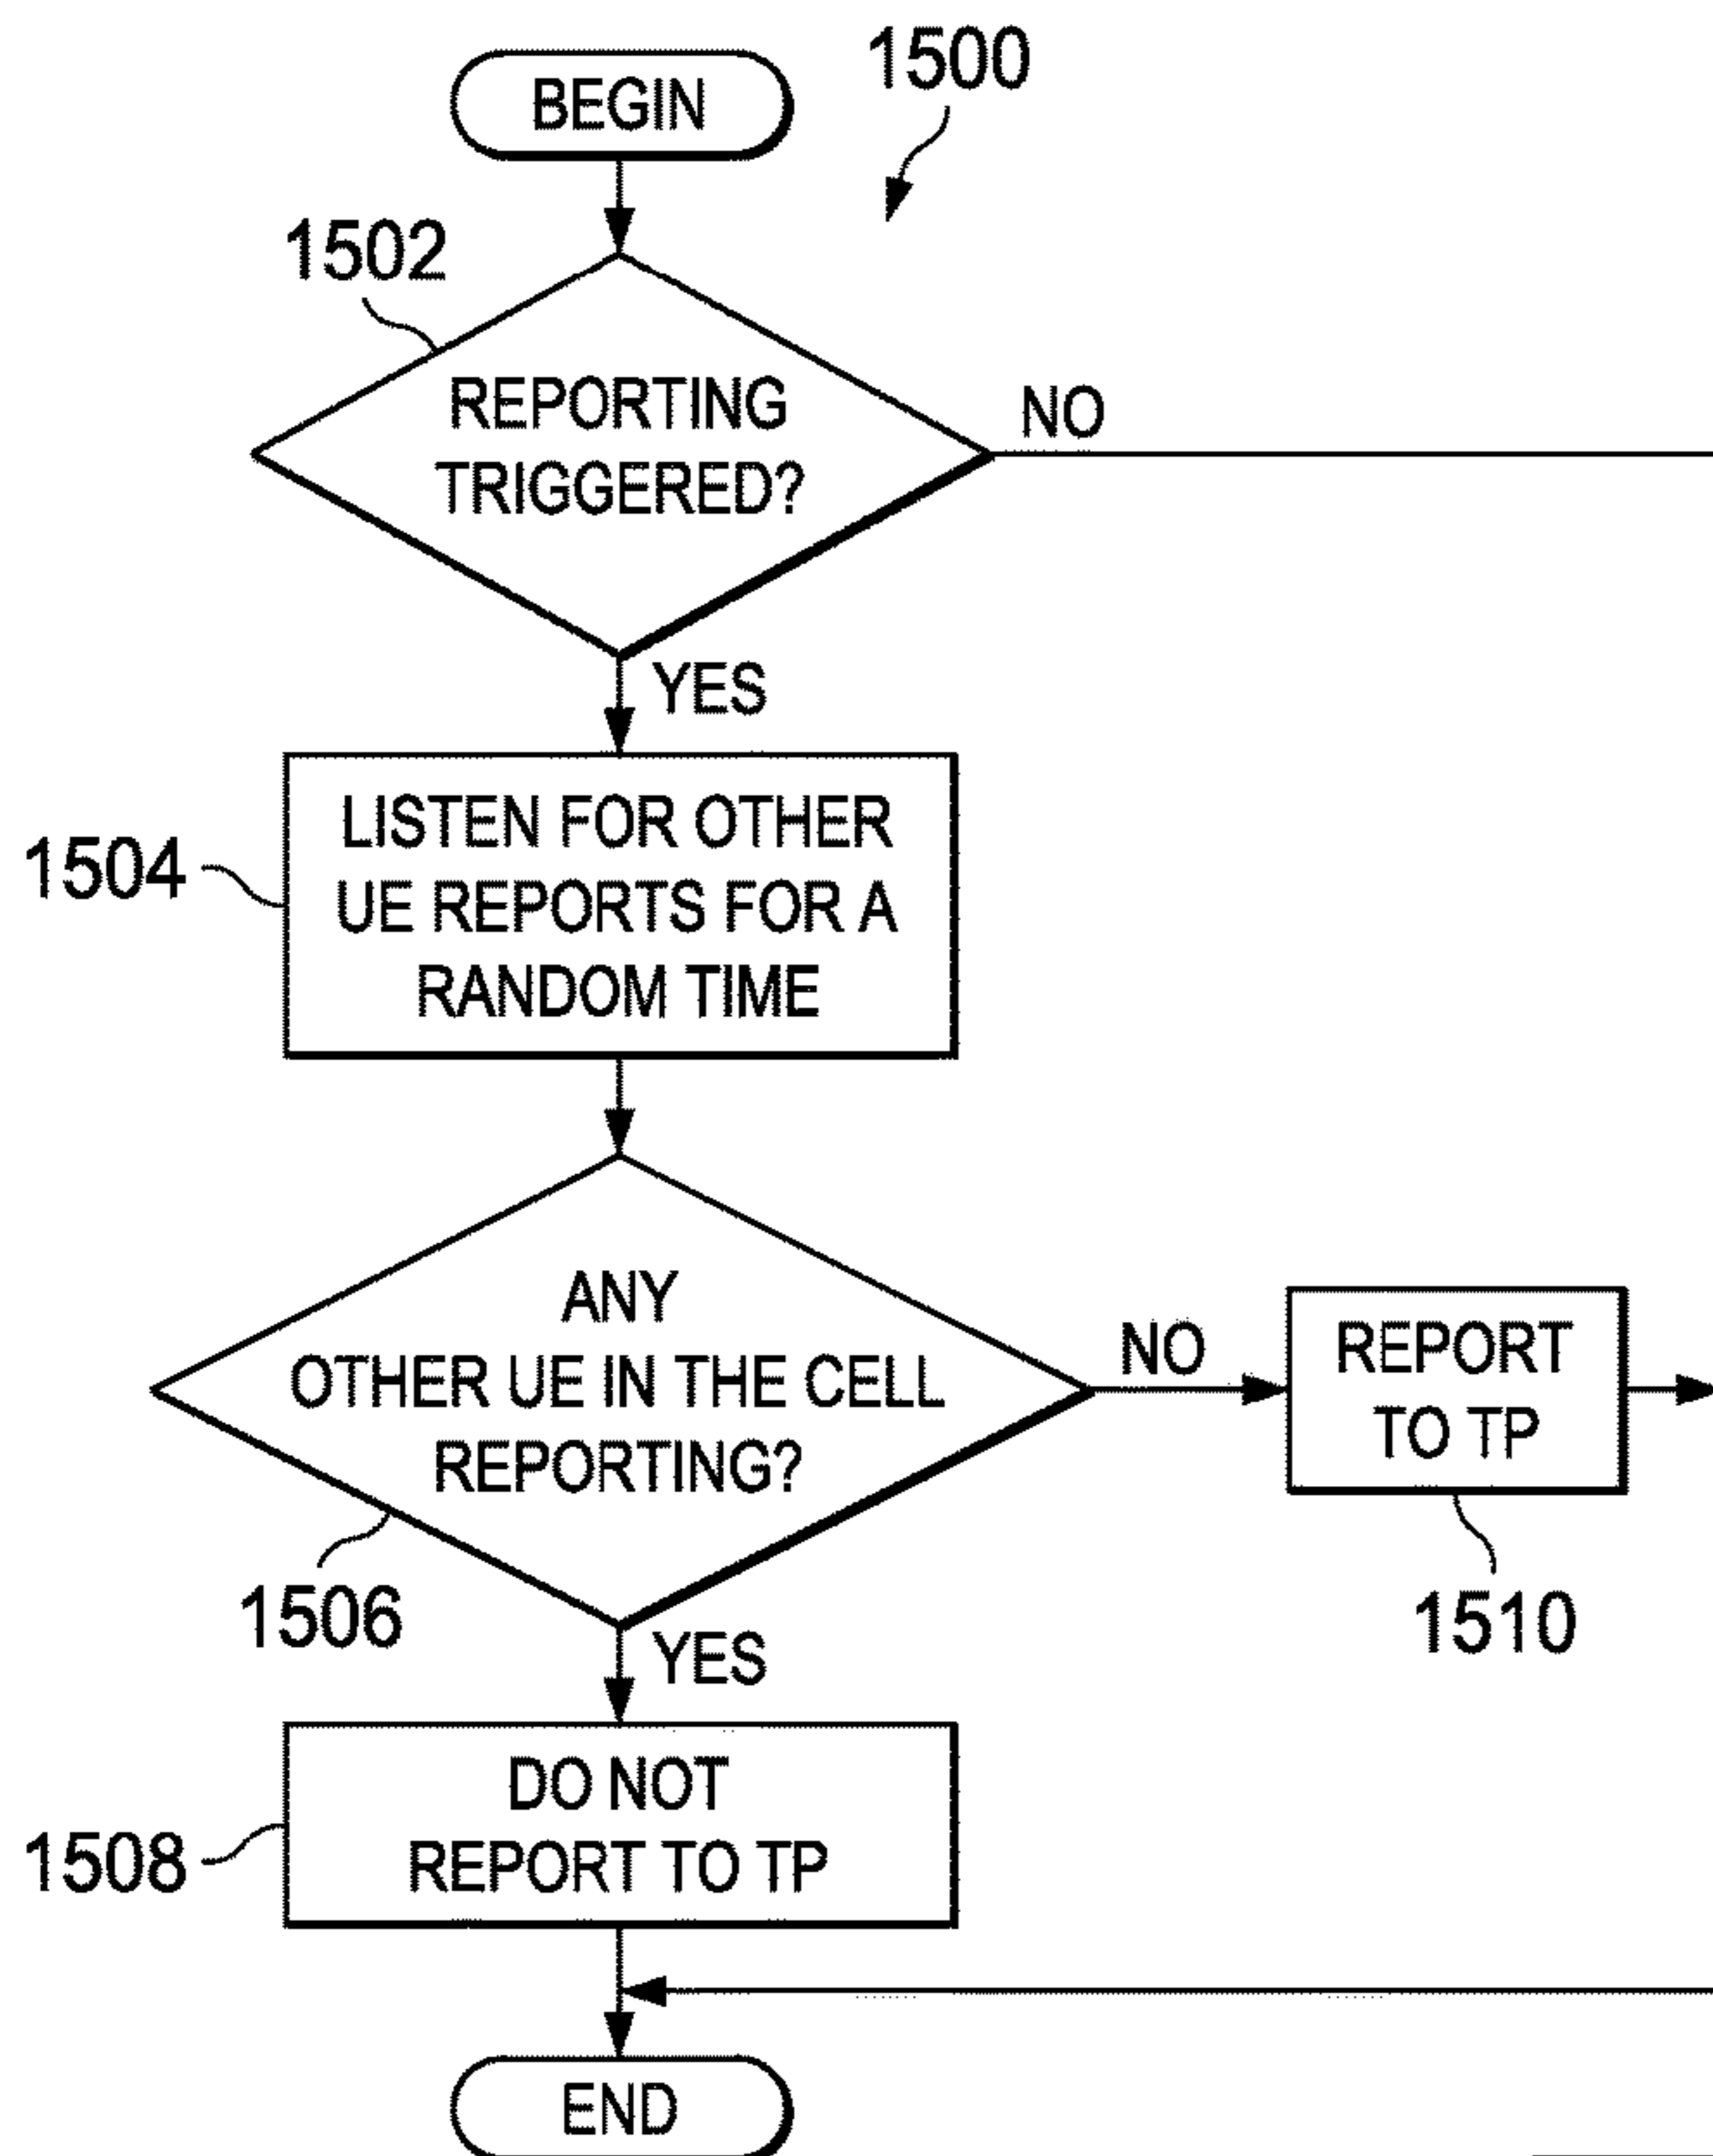 BEGIN
1500
1502
REPORTING
TRIGGERED?
NO
YES
1504
LISTEN FOR OTHER
UE REPORTS FOR A
RANDOM TIME
ANY
OTHER UE IN THE CELL
REPORTING?
NO
REPORT
TO TP
1506
1510
YES
1508
DO NOT
REPORT TO TP
END